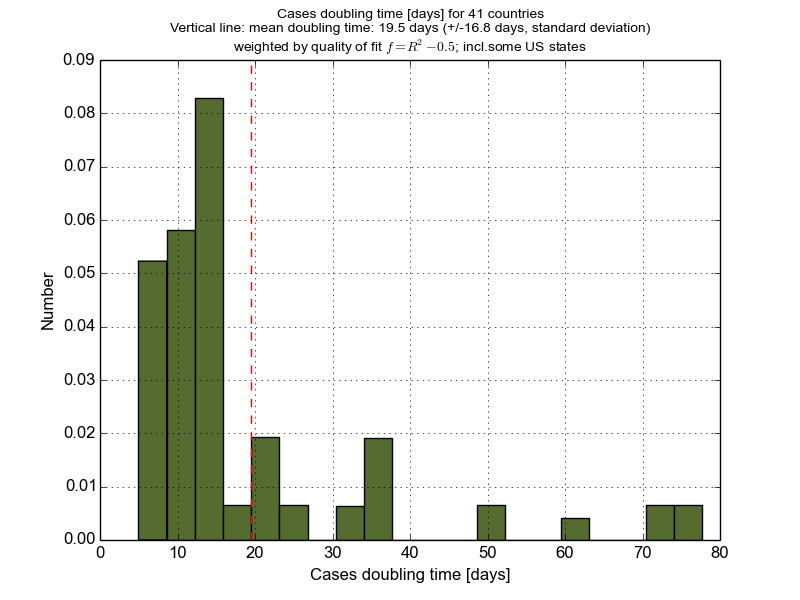 Cases doubling time [days] for 41 countries
Vertical line: mean doubling time: 19.5 days (+/-16.8 days, standard deviation)
weighted by quality of fit f=R² −0.5; incl.some US states
0.09
0.08
0.07
0.06
0.05
0.04
0.03
0.02
0.01
0.00
Number
0 10 20 30 40 50 60 70 80
Cases doubling time [days]